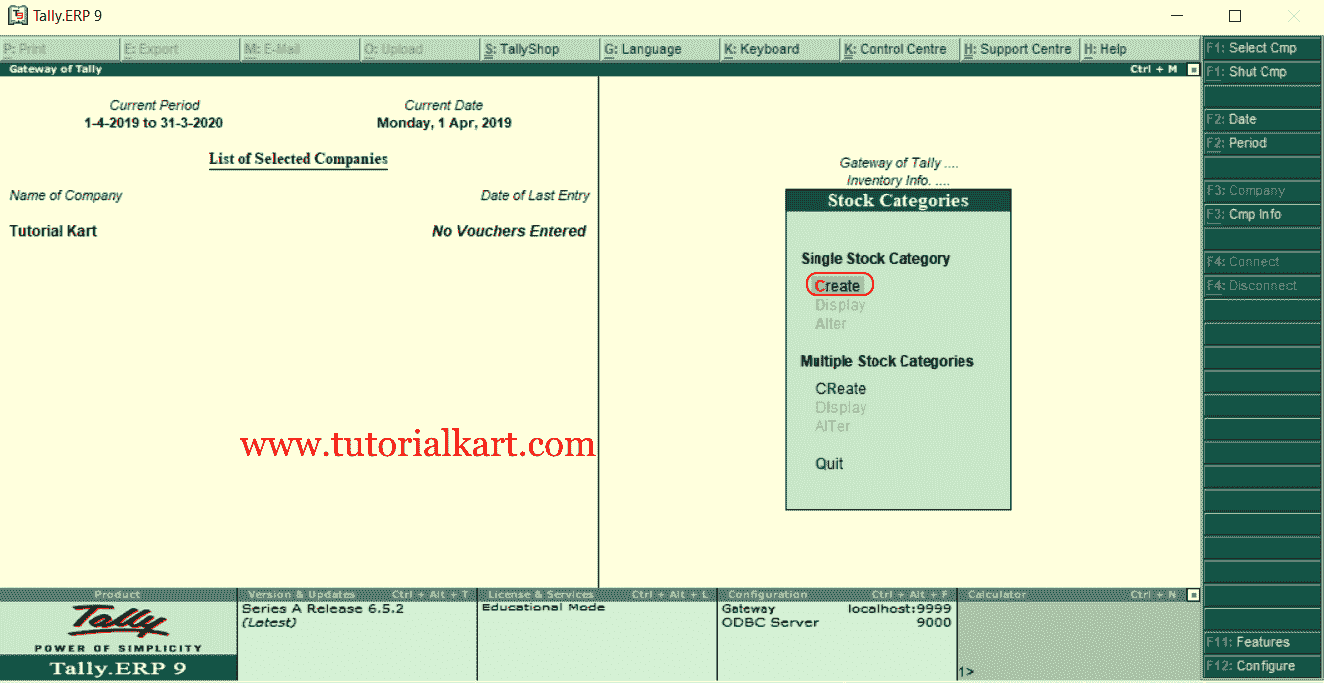 Tally.ERP 9
P: Print E: Export M: E-Mail O: Upload S: TallyShop G: Language K: Keyboard K: Control Centre H: Support Centre H: Help
Gateway of Tally Ctrl + M
Current Period Current Date
1-4-2019 to 31-3-2020 Monday, 1 Apr, 2019
List of Selected Companies
Name of Company Date of Last Entry
Tutorial Kart No Vouchers Entered
www.tutorialkart.com
Gateway of Tally ....
Inventory Info. ....
Stock Categories
Single Stock Category
Create
Display
Alter
Multiple Stock Categories
CReate
DIsplay
AlTer
Quit
F1: Select Cmp
F1: Shut Cmp
F2: Date
F2: Period
F3: Company
F3: Cmp Info
F4: Connect
F4: Disconnect
F11: Features
F12: Configure
Product
Tally
POWER OF SIMPLICITY
Tally.ERP 9
Version & Updates Ctrl + Alt + T
Series A Release 6.5.2
(Latest)
License & Services Ctrl + Alt + L
Educational Mode
Configuration Ctrl + Alt + F
Gateway localhost:9999
ODBC Server 9000
Calculator Ctrl + N
1>